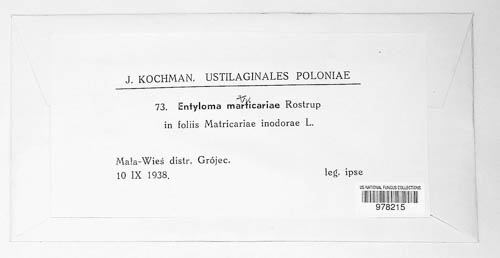 J. KOCHMAN. USTILAGINALES POLONIAE
73. Entyloma marticariae Rostrup
in foliis Matricariae inodorae L.
Mała-Wieś distr. Grójec.
10 IX 1938.
leg. ipse
US NATIONAL FUNGUS COLLECTIONS
978215